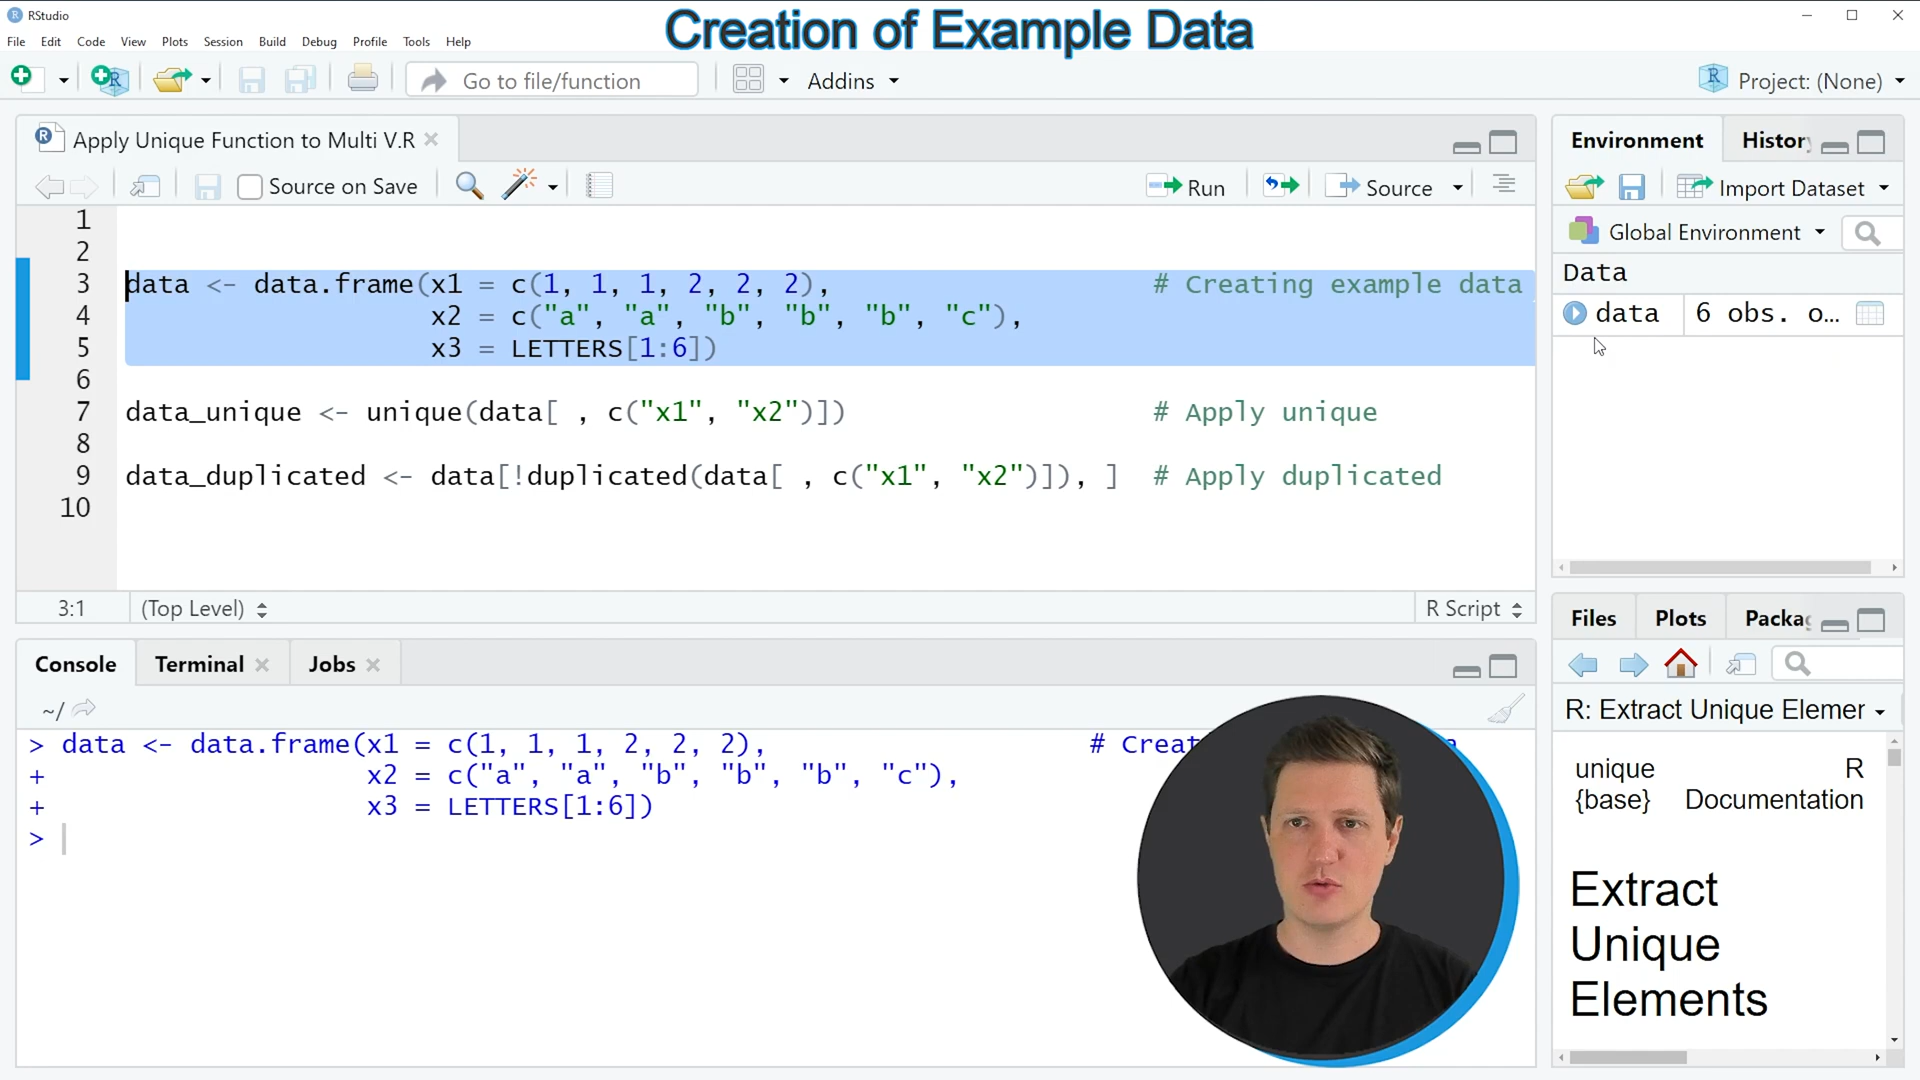 RStudio
Creation of Example Data
File Edit Code View Plots Session Build Debug Profile Tools Help
Go to file/function
Addins
Project: (None)
Apply Unique Function to Multi V.R
Source on Save
Run
Source
1
2
3 data <- data.frame(x1 = c(1, 1, 1, 2, 2, 2), # Creating example data
4 x2 = c("a", "a", "b", "b", "b", "c"),
5 x3 = LETTERS[1:6])
6
7 data_unique <- unique(data[ , c("x1", "x2")]) # Apply unique
8
9 data_duplicated <- data[!duplicated(data[ , c("x1", "x2")]), ] # Apply duplicated
10
3:1 (Top Level) R Script
Console Terminal Jobs
~/
> data <- data.frame(x1 = c(1, 1, 1, 2, 2, 2), # Creat
+ x2 = c("a", "a", "b", "b", "b", "c"),
+ x3 = LETTERS[1:6])
>
Environment History
Import Dataset
Global Environment
Data
data 6 obs. o…
Files Plots Packag
R: Extract Unique Elemer
unique R
{base} Documentation
Extract
Unique
Elements